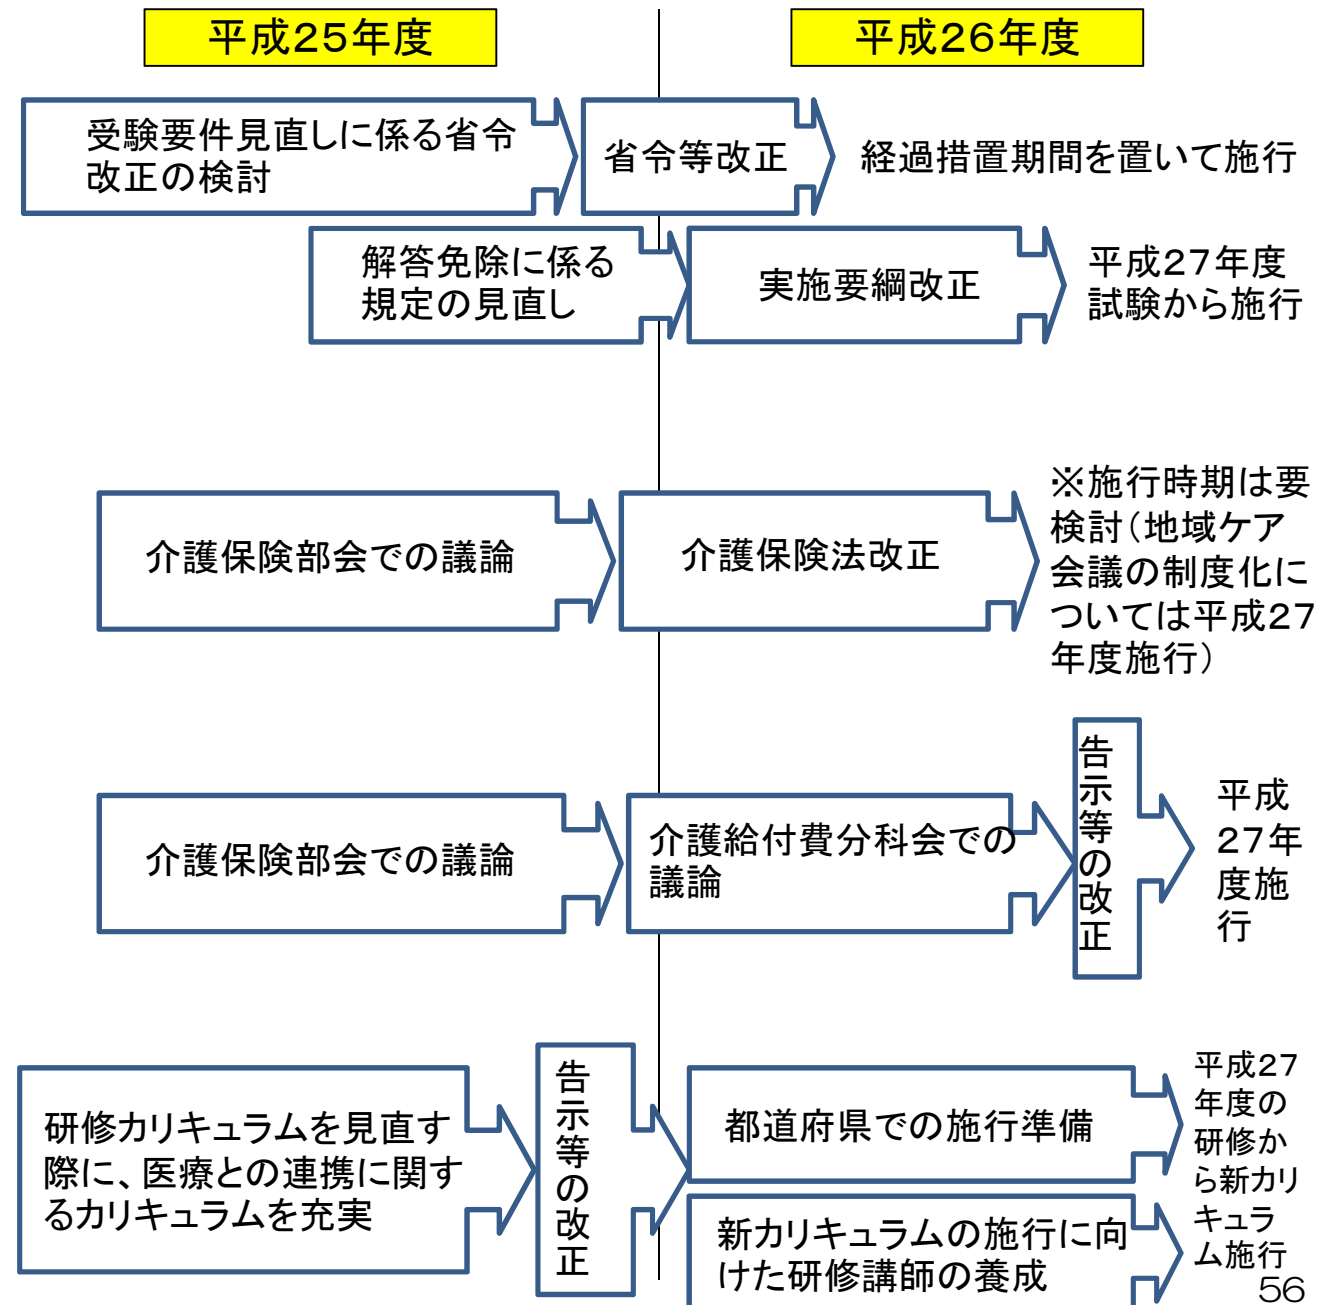 平成25年度
平成26年度
受験要件見直しに係る省令
改正の検討
省令等改正
経過措置期間を置いて施行
解答免除に係る
規定の見直し
実施要綱改正
平成27年度
試験から施行
介護保険部会での議論
介護保険法改正
※施行時期は要
検討（地域ケア
会議の制度化に
ついては平成27
年度施行）
介護保険部会での議論
介護給付費分科会での
議論
告示等の改正
平成
27年
度施
行
研修カリキュラムを見直す
際に、医療との連携に関す
るカリキュラムを充実
告示等の改正
都道府県での施行準備
新カリキュラムの施行に向
けた研修講師の養成
平成27
年度の
研修か
ら新カリ
キュラ
ム施行
56